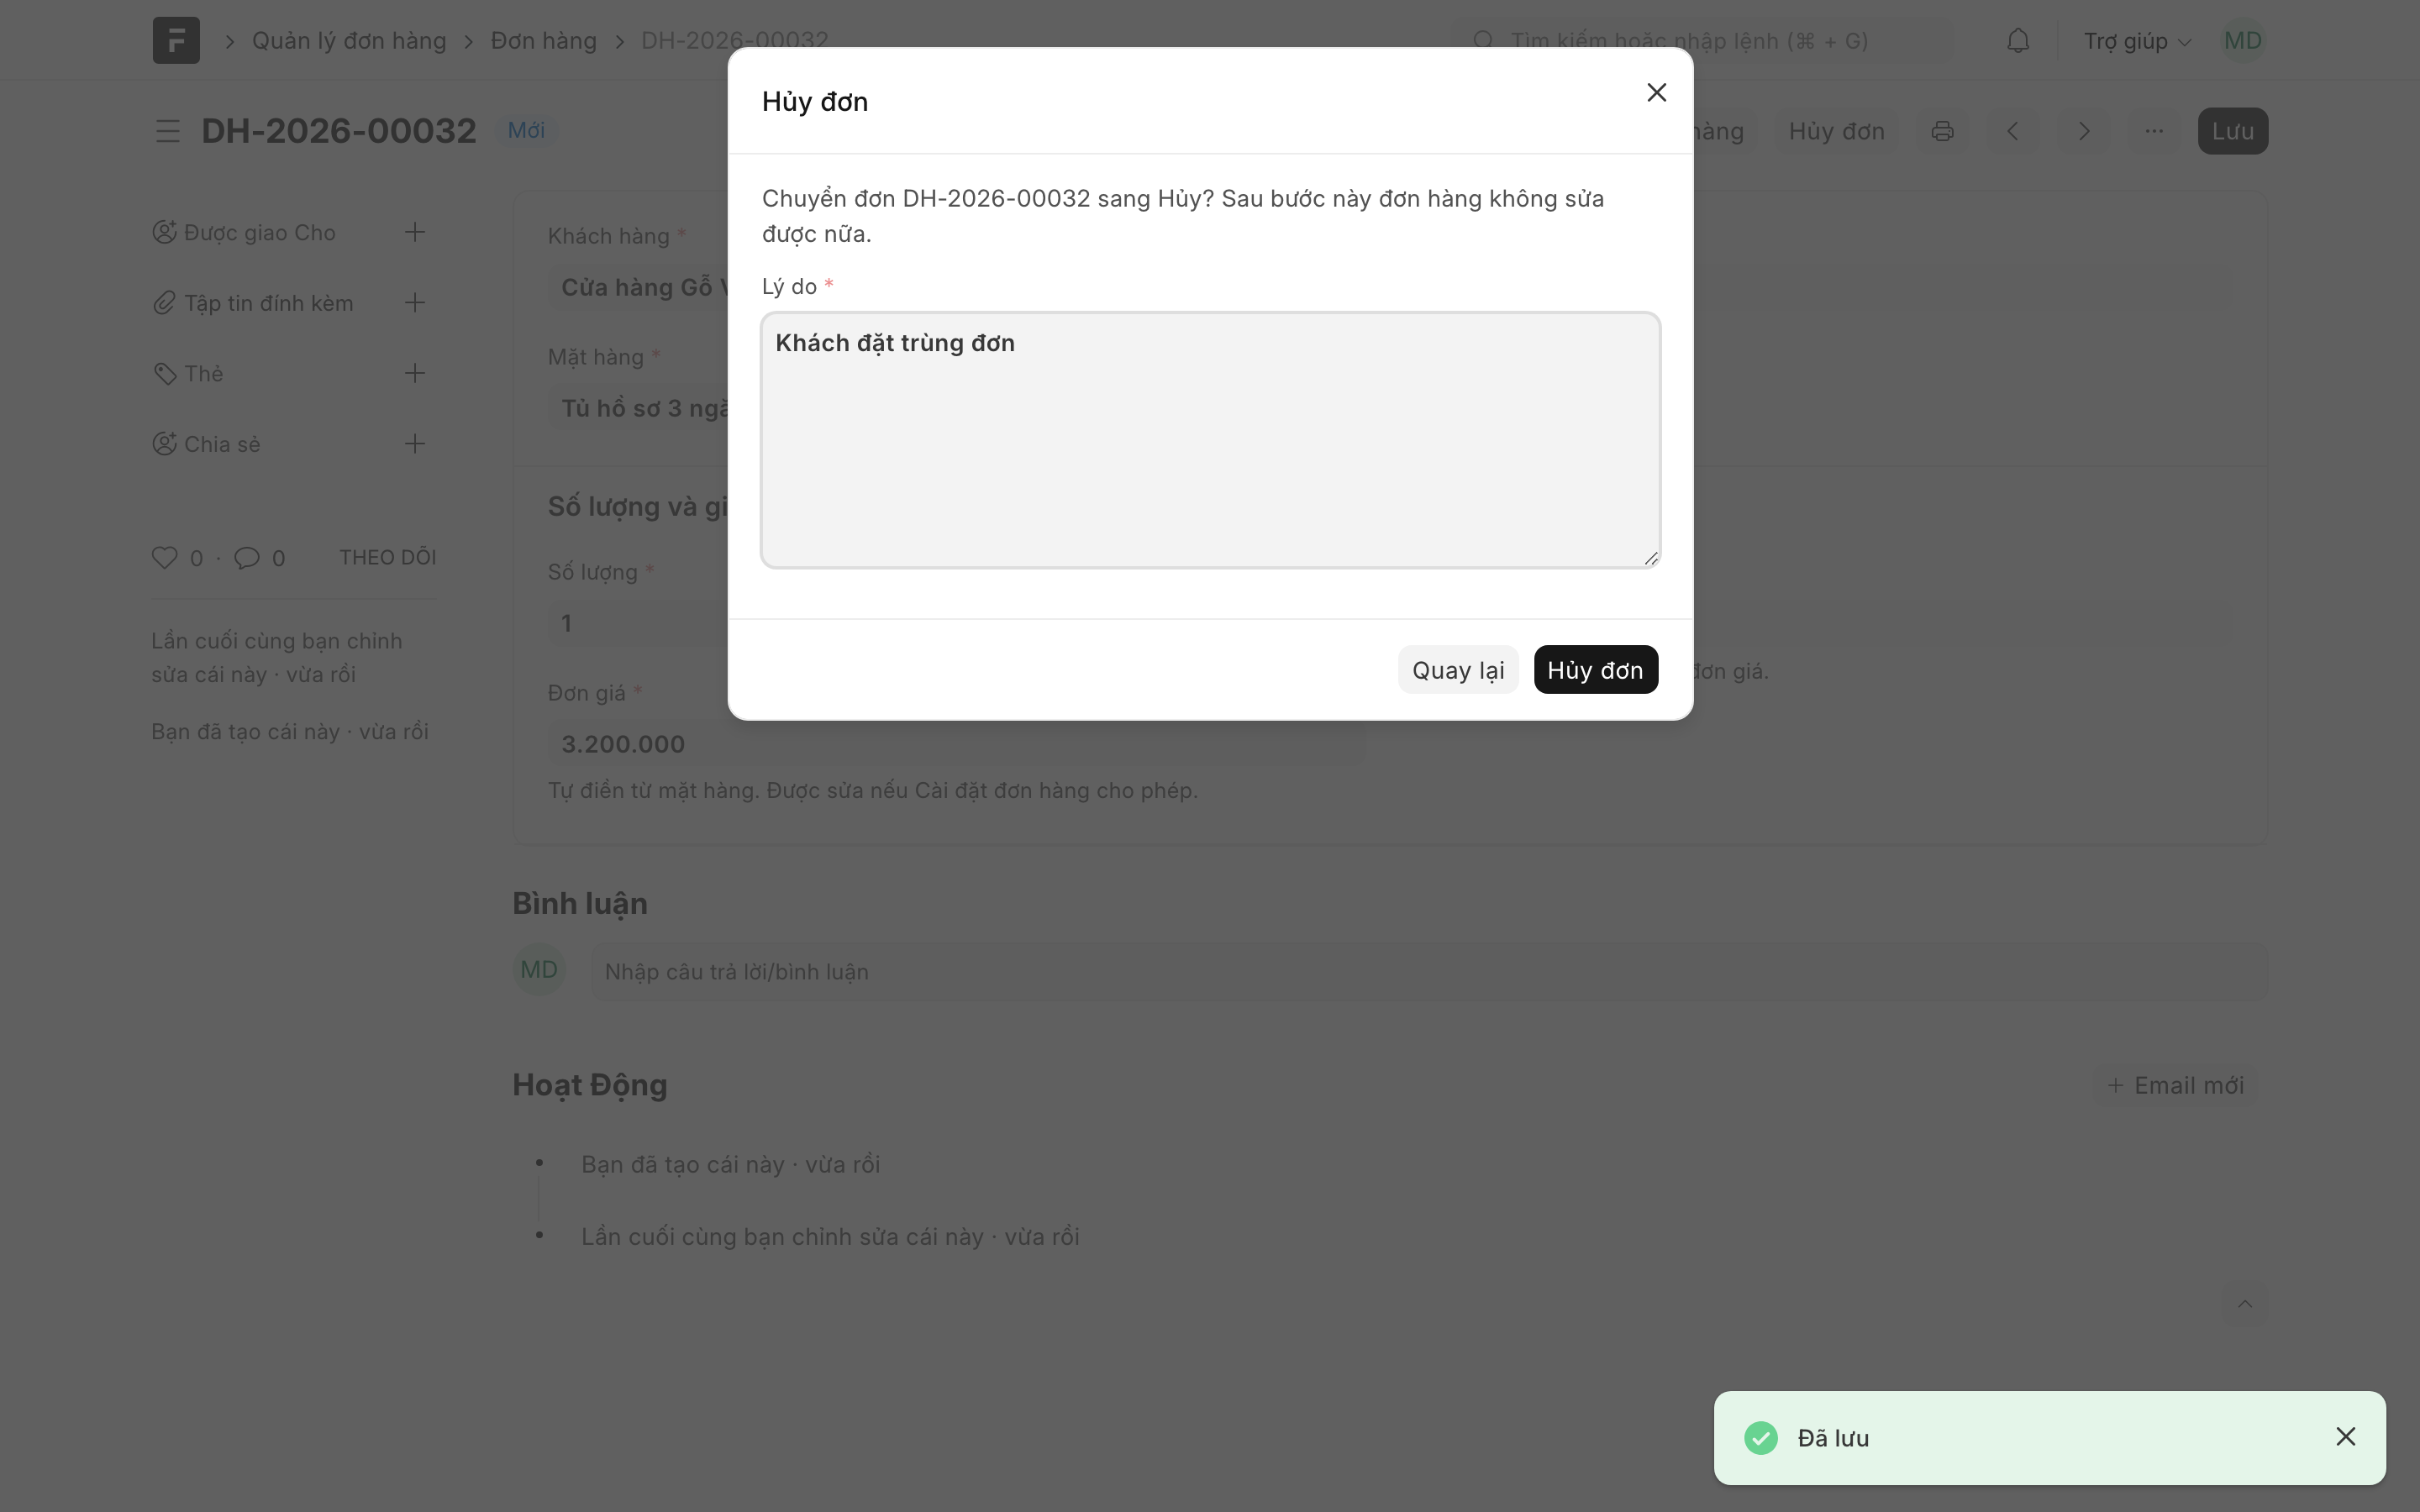 Quản lý đơn hàng
Đơn hàng
DH-2026-00032
Tìm kiếm hoặc nhập lệnh (⌘ + G)
Trợ giúp
MD
DH-2026-00032
Mới
Hủy đơn
Lưu
Hủy đơn
Chuyển đơn DH-2026-00032 sang Hủy? Sau bước này đơn hàng không sửa
được nữa.
Lý do *
Khách đặt trùng đơn
Quay lại
Hủy đơn
Được giao Cho
Tập tin đính kèm
Thẻ
Chia sẻ
0 · 0
THEO DÕI
Lần cuối cùng bạn chỉnh
sửa cái này · vừa rồi
Bạn đã tạo cái này · vừa rồi
Khách hàng *
Cửa hàng Gỗ
Mặt hàng *
Tủ hồ sơ 3
Số lượng và
Số lượng *
1
đơn giá.
Đơn giá *
3.200.000
Tự điền từ mặt hàng. Được sửa nếu Cài đặt đơn hàng cho phép.
Bình luận
MD
Nhập câu trả lời/bình luận
Hoạt Động
Email mới
Bạn đã tạo cái này · vừa rồi
Lần cuối cùng bạn chỉnh sửa cái này · vừa rồi
Đã lưu